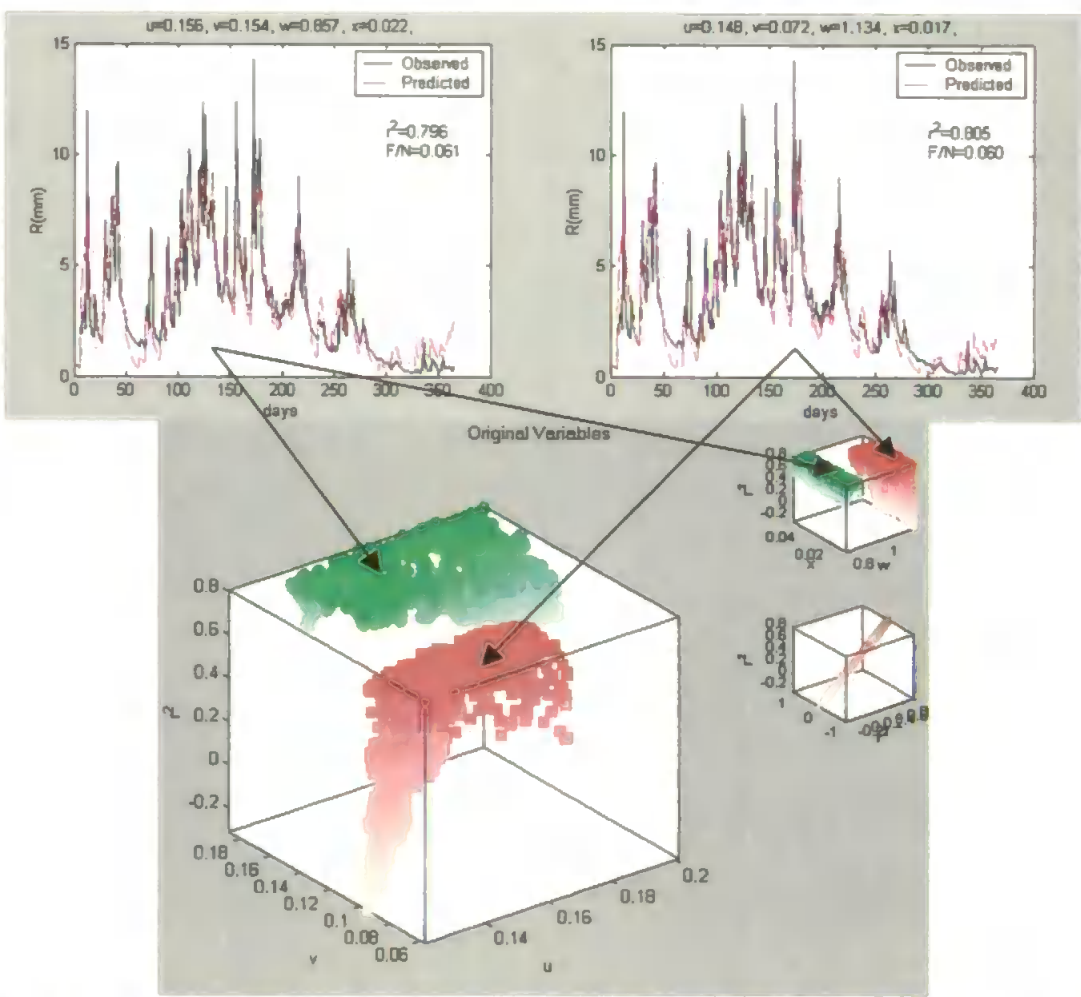 u=0.156, v=0.154, w=0.857, x=0.022,
15
10
5
0
R(mm)
Observed
Predicted
r²=0.796
F/N=0.061
0 50 100 150 200 250 300 350 400
days
u=0.148, v=0.072, w=1.134, x=0.017,
15
10
5
0
R(mm)
Observed
Predicted
r²=0.805
F/N=0.060
0 50 100 150 200 250 300 350 400
days
Original Variables
0.8
0.6
0.4
0.2
0
-0.2
r²
0.18
0.16
0.14
0.12
0.1
0.08
0.06
v
0.14
0.16
0.18
0.2
u
0.8
0.6
0.4
0.2
0
-0.2
r²
0.04
0.02
x
0.8
w
1
0.8
0.6
0.4
0.2
0
-0.2
r²
1
0
-1